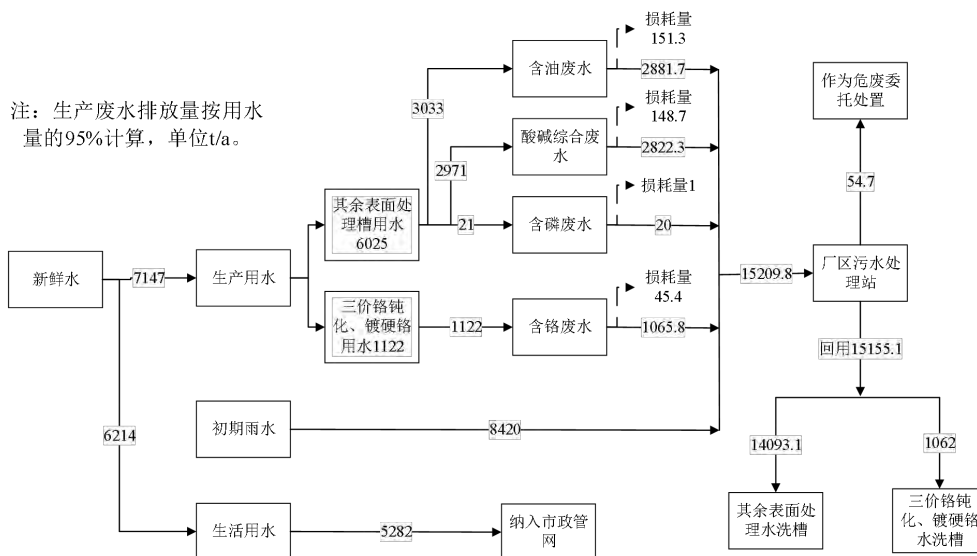 注：生产废水排放量按用水
量的95%计算，单位t/a。
新鲜水
7147
6214
生产用水
其余表面处
理槽用水
6025
三价铬钝
化、镀硬铬
用水1122
3033
2971
21
1122
含油废水
损耗量
151.3
2881.7
酸碱综合废
水
损耗量
148.7
2822.3
含磷废水
损耗量1
20
含铬废水
损耗量
45.4
1065.8
初期雨水
8420
生活用水
5282
纳入市政管
网
15209.8
厂区污水处
理站
54.7
作为危废委
托处置
回用15155.1
14093.1
1062
其余表面处
理水洗槽
三价铬钝
化、镀硬铬
水洗槽